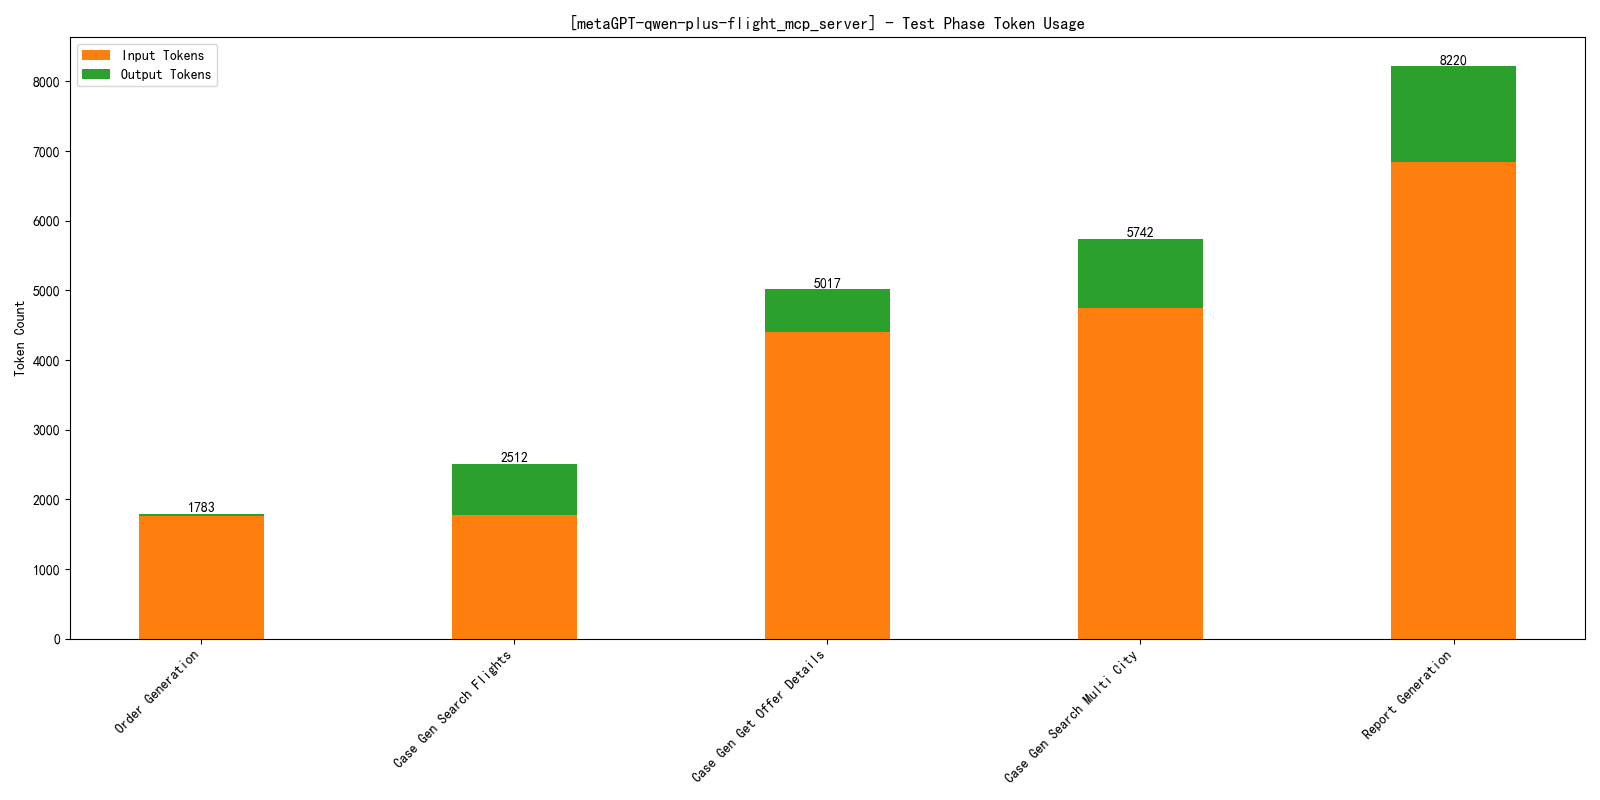 [metaGPT-qwen-plus-flight_mcp_server] - Test Phase Token Usage
Input Tokens
Output Tokens
Token Count
8000
7000
6000
5000
4000
3000
2000
1000
0
1783
2512
5017
5742
8220
Order Generation
Case Gen Search Flights
Case Gen Get Offer Details
Case Gen Search Multi City
Report Generation